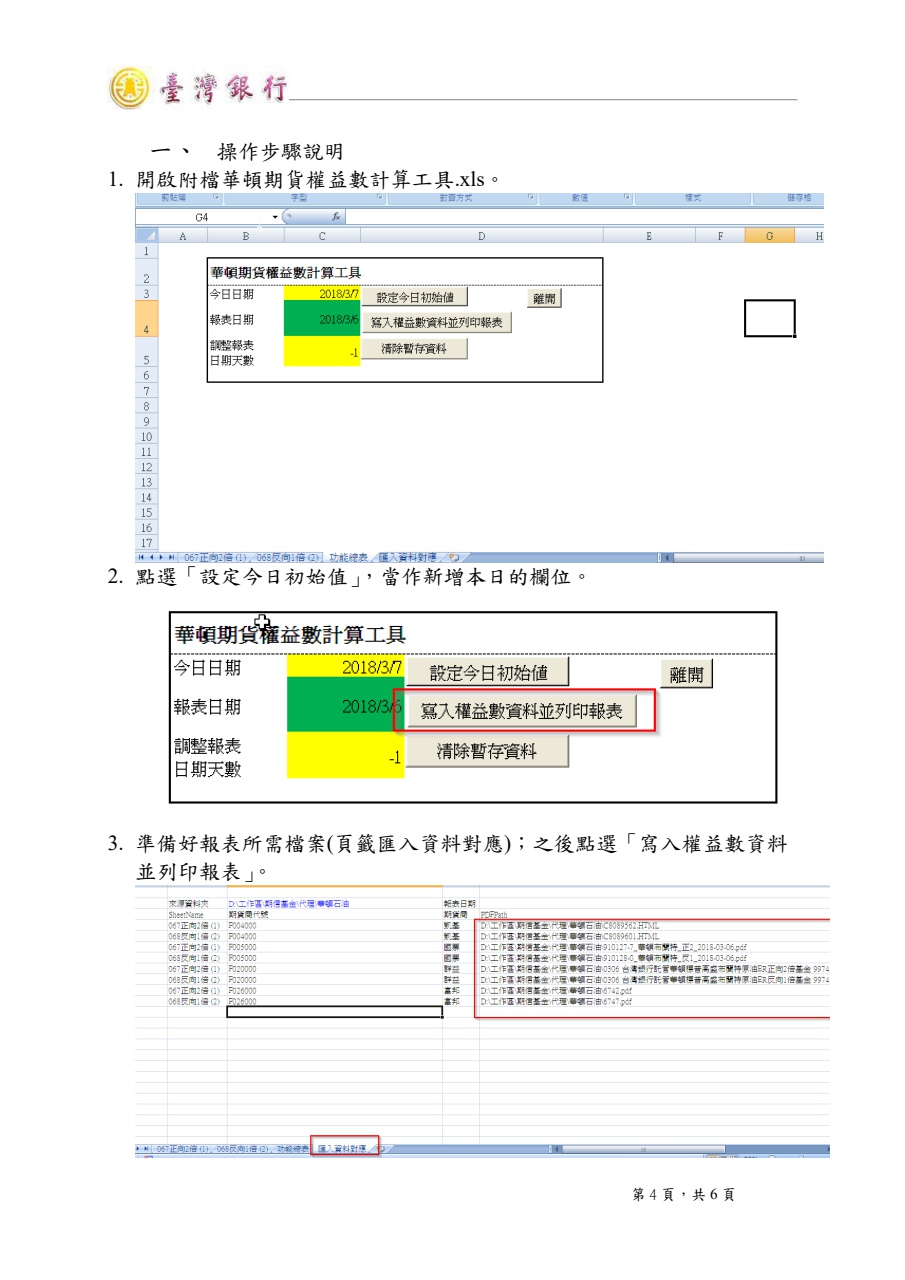 臺灣銀行
一、 操作步驟說明
1. 開啟附檔華頓期貨權益數計算工具.xls。
剪貼簿 字型 對齊方式 數值 樣式 儲存格
G4 fx
A B C D E F G H
1
2 華頓期貨權益數計算工具
3 今日日期 2018/3/7 設定今日初始值 離開
4 報表日期 2018/3/6 寫入權益數資料並列印報表
調整報表 -1 清除暫存資料
5 日期天數
6
7
8
9
10
11
12
13
14
15
16
17
067正向2倍 (1) 068反向1倍 (2) 功能總表 匯入資料對應
2. 點選「設定今日初始值」，當作新增本日的欄位。
華頓期貨權益數計算工具
今日日期 2018/3/7 設定今日初始值 離開
報表日期 2018/3/6 寫入權益數資料並列印報表
調整報表 -1 清除暫存資料
日期天數
3. 準備好報表所需檔案(頁籤匯入資料對應)；之後點選「寫入權益數資料
並列印報表」。
來源資料夾 D:\工作區\期信基金\代理\華頓石油 報表日期
SheetName 期貨商代號 期貨商 PDFPath
067正向2倍 (1) F004000 凱基 D:\工作區\期信基金\代理\華頓石油\C8089562.HTML
068反向1倍 (2) F004000 凱基 D:\工作區\期信基金\代理\華頓石油\C8089601.HTML
067正向2倍 (1) F005000 國票 D:\工作區\期信基金\代理\華頓石油\910127-7_華頓布蘭特_正2_2018-03-06.pdf
068反向1倍 (2) F005000 國票 D:\工作區\期信基金\代理\華頓石油\910128-0_華頓布蘭特_反1_2018-03-06.pdf
067正向2倍 (1) F020000 群益 D:\工作區\期信基金\代理\華頓石油\0306 台灣銀行託管華頓標普高盛布蘭特原油ER正向2倍基金 9974
068反向1倍 (2) F020000 群益 D:\工作區\期信基金\代理\華頓石油\0306 台灣銀行託管華頓標普高盛布蘭特原油ER反向1倍基金 9974
067正向2倍 (1) F026000 富邦 D:\工作區\期信基金\代理\華頓石油\6742.pdf
068反向1倍 (2) F026000 富邦 D:\工作區\期信基金\代理\華頓石油\6747.pdf
067正向2倍 (1) 068反向1倍 (2) 功能總表 匯入資料對應
第 4 頁，共 6 頁